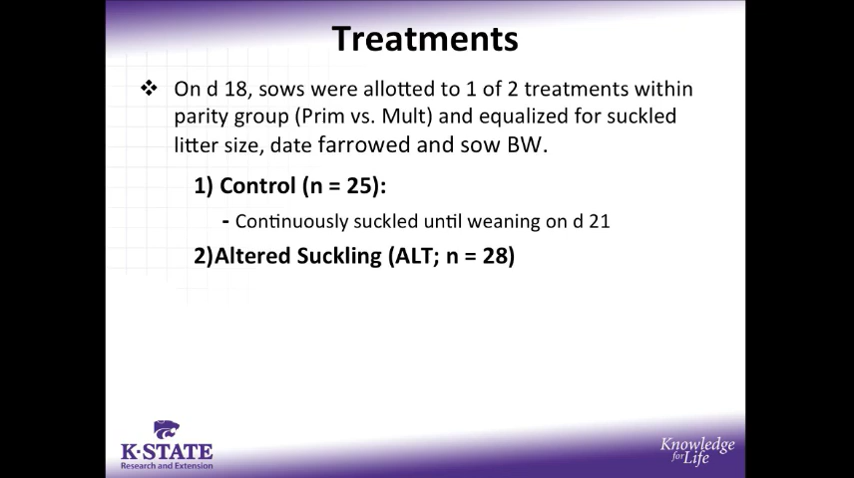 Treatments
❖ On d 18, sows were allotted to 1 of 2 treatments within
parity group (Prim vs. Mult) and equalized for suckled
litter size, date farrowed and sow BW.
1) Control (n = 25):
- Continuously suckled until weaning on d 21
2)Altered Suckling (ALT; n = 28)
K-STATE
Research and Extension
Knowledge
for Life